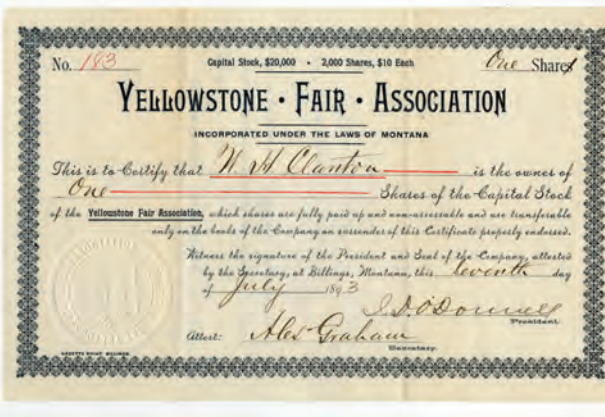 No. 183 Capital Stock, $20,000 • 2,000 Shares, $10 Each One Shares
YELLOWSTONE • FAIR • ASSOCIATION
INCORPORATED UNDER THE LAWS OF MONTANA
This is to Certify that W. H. Clanton is the owner of
One Shares of the Capital Stock
of the Yellowstone Fair Association, which shares are fully paid up and non-assessable and are transferable
only on the books of the Company on surrender of this Certificate properly endorsed.
Witness the signature of the President and Seal of the Company, attested
by the Secretary, at Billings, Montana, this day
of July 1893
I. D. O'Donnell
President.
Attest: Alex Graham
Secretary.
GAZETTE PRINT, BILLINGS.